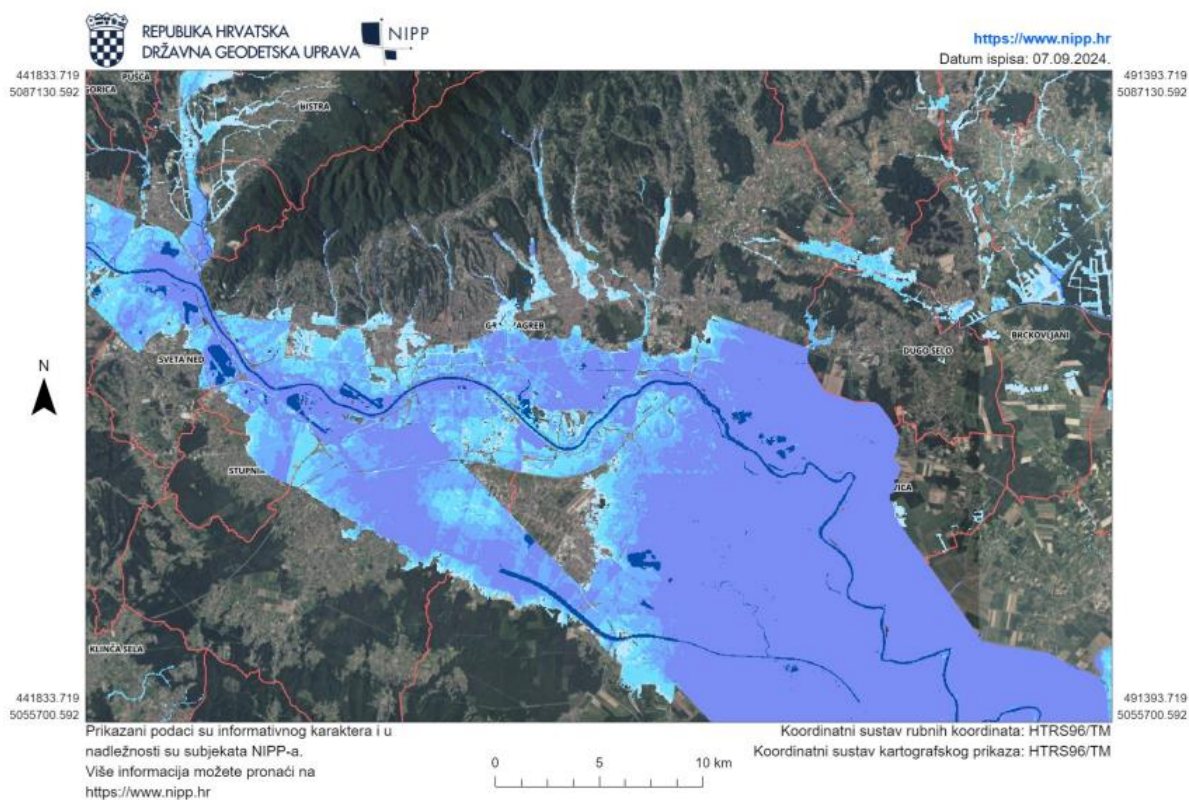 REPUBLIKA HRVATSKA
DRŽAVNA GEODETSKA UPRAVA
NIPP
https://www.nipp.hr
Datum ispisa: 07.09.2024.
441833.719
5087130.592
491393.719
5087130.592
PUŠĆA
GORICA
BISTRA
ZAGREB
SVETA NED
DUGO SELO
BRCKOVLJANI
STUPNI
VICA
KLINČA SELA
N
441833.719
5055700.592
491393.719
5055700.592
Prikazani podaci su informativnog karaktera i u
nadležnosti su subjekata NIPP-a.
Više informacija možete pronaći na
https://www.nipp.hr
0 5 10 km
Koordinatni sustav rubnih koordinata: HTRS96/TM
Koordinatni sustav kartografskog prikaza: HTRS96/TM